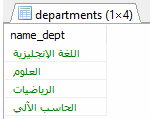 departments (1×4)
name_dept
اللغة الانجليزية
العلوم
الرياضيات
الحاسب الآلي